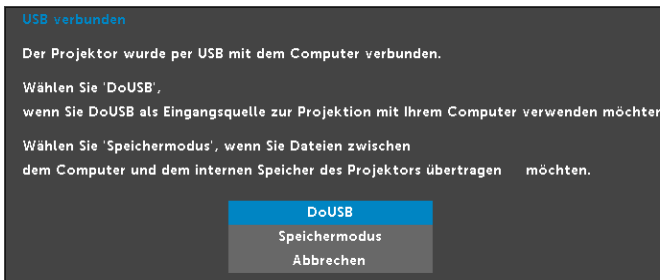 USB verbunden
Der Projektor wurde per USB mit dem Computer verbunden.
Wählen Sie 'DoUSB',
wenn Sie DoUSB als Eingangsquelle zur Projektion mit Ihrem Computer verwenden möchten
Wählen Sie 'Speichermodus', wenn Sie Dateien zwischen
dem Computer und dem internen Speicher des Projektors übertragen möchten.
DoUSB
Speichermodus
Abbrechen